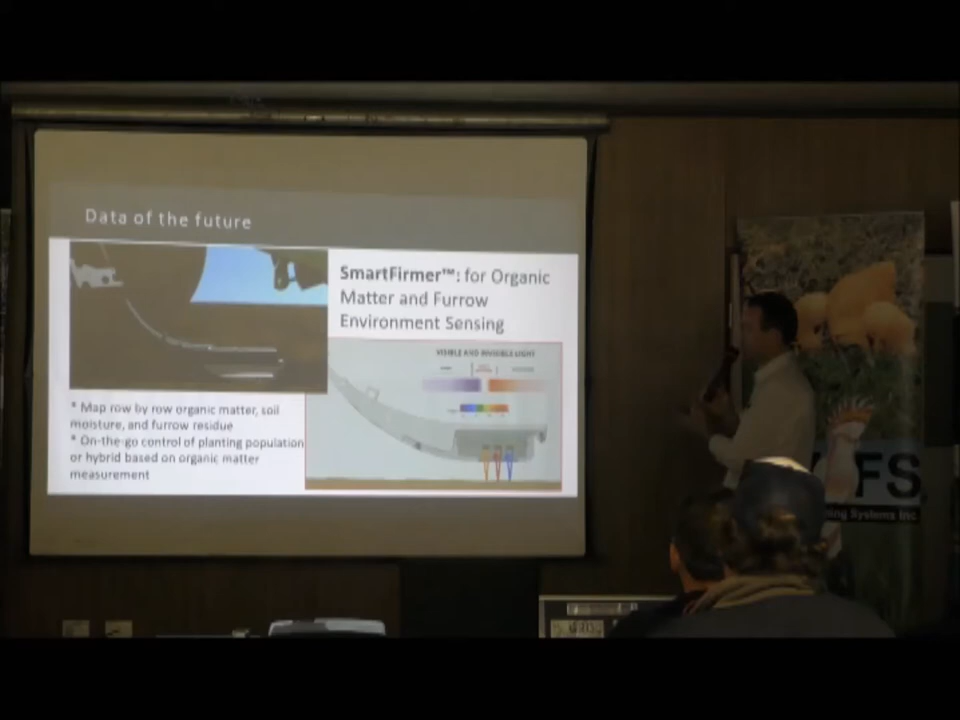 Data of the future
SmartFirmer™: for Organic
Matter and Furrow
Environment Sensing
VISIBLE AND INVISIBLE LIGHT
* Map row by row organic matter, soil
moisture, and furrow residue
* On-the-go control of planting population
or hybrid based on organic matter
measurement
FS
Systems Inc